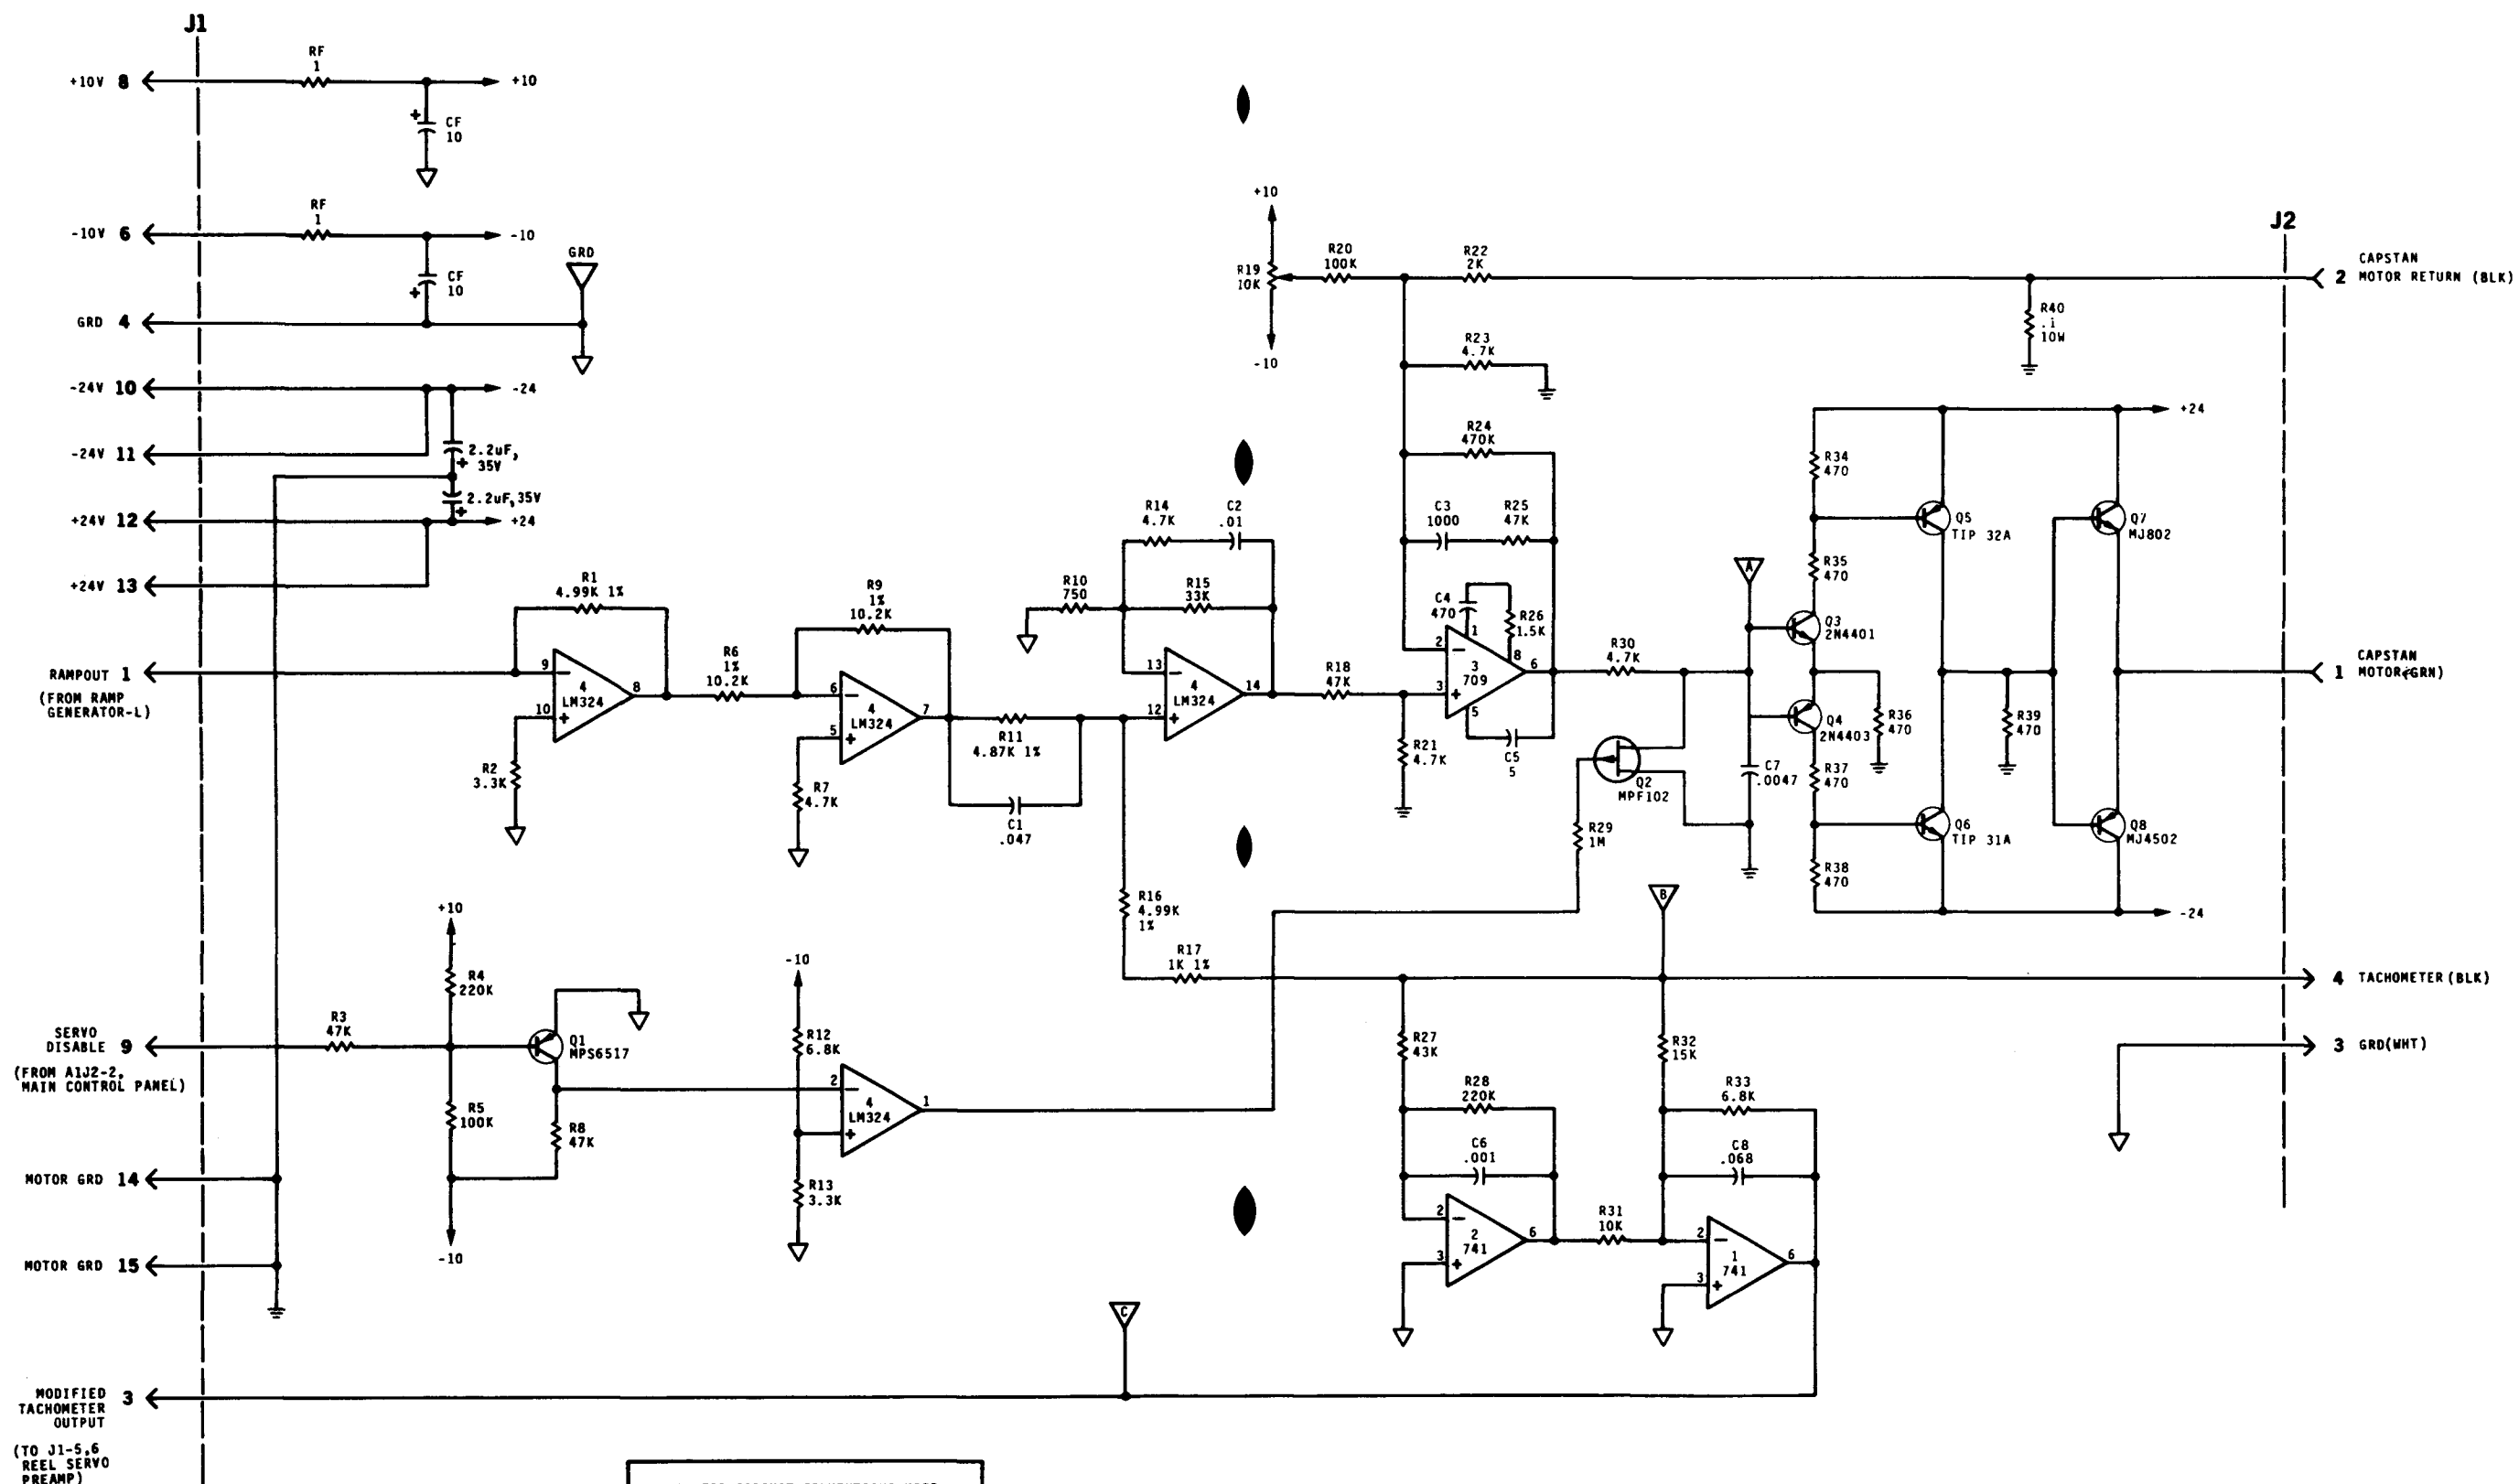 J1
RF
1
+10V 8
+10
+
CF
10
RF
1
-10V 6
-10
CF
10
+
GRD
GRD 4
-24V 10
-24
-24V 11
2.2uF,
35V
+
2.2uF,35V
+
+24V 12
+24
+24V 13
R1
4.99K 1%
RAMPOUT 1
(FROM RAMP
GENERATOR-L)
9
-
4
LM324
8
10
+
R2
3.3K
R6
1%
10.2K
R9
1%
10.2K
6
-
4
LM324
7
5
+
R7
4.7K
R11
4.87K 1%
C1
.047
R10
750
R14
4.7K
C2
.01
R15
33K
13
-
4
LM324
14
12
+
R16
4.99K
1%
R17
1K 1%
R18
47K
R21
4.7K
+10
R19
10K
-10
R20
100K
R22
2K
R23
4.7K
R24
470K
C3
1000
R25
47K
C4
470
1
R26
1.5K
8
2
-
3
709
6
3
+
5
C5
5
R30
4.7K
Q2
MPF102
R29
1M
A
C7
.0047
R34
470
R35
470
Q3
2N4401
Q4
2N4403
R36
470
R37
470
R38
470
+24
Q5
TIP 32A
Q7
MJ802
R39
470
Q6
TIP 31A
Q8
MJ4502
-24
J2
2 CAPSTAN
MOTOR RETURN (BLK)
R40
.1
10W
1 CAPSTAN
MOTOR(GRN)
4 TACHOMETER(BLK)
3 GRD(WHT)
B
R27
43K
R28
220K
C6
.001
2
-
2
741
6
3
+
R31
10K
R32
15K
R33
6.8K
C8
.068
2
-
1
741
6
3
+
C
SERVO
DISABLE 9
(FROM A1J2-2,
MAIN CONTROL PANEL)
R3
47K
+10
R4
220K
R5
100K
-10
Q1
MPS6517
R8
47K
-10
R12
6.8K
R13
3.3K
2
-
4
LM324
1
+
MOTOR GRD 14
MOTOR GRD 15
MODIFIED
TACHOMETER
OUTPUT 3
(TO J1-5,6
REEL SERVO
PREAMP)